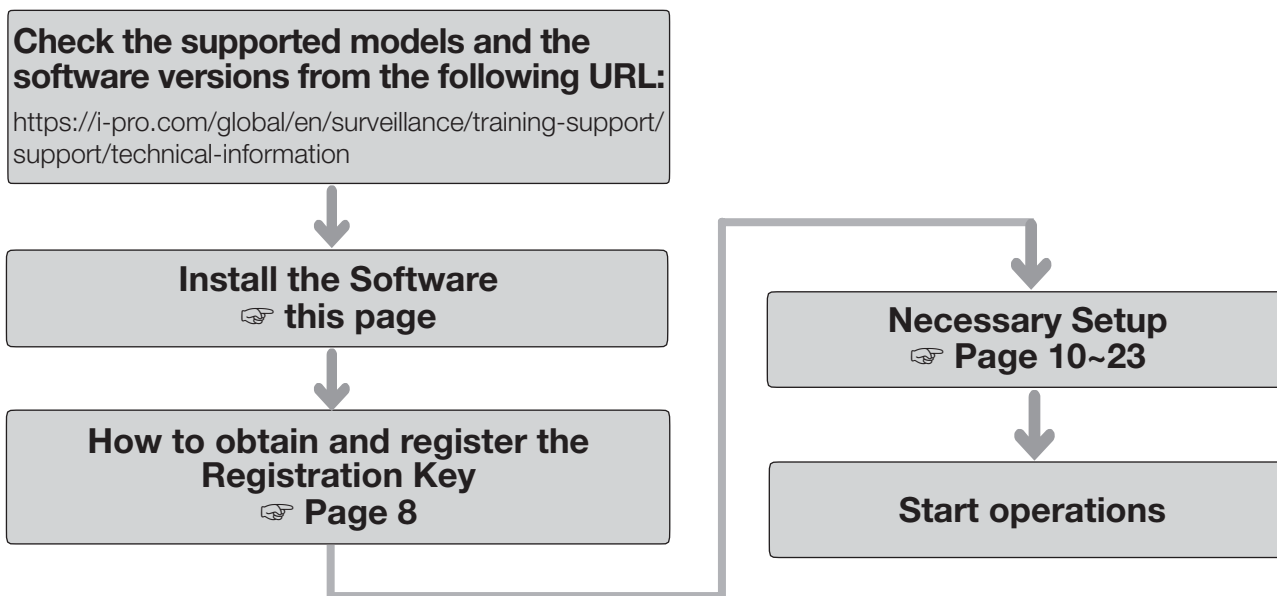 Check the supported models and the
software versions from the following URL:
https://i-pro.com/global/en/surveillance/training-support/
support/technical-information
Install the Software
☞ this page
How to obtain and register the
Registration Key
☞ Page 8
Necessary Setup
☞ Page 10~23
Start operations